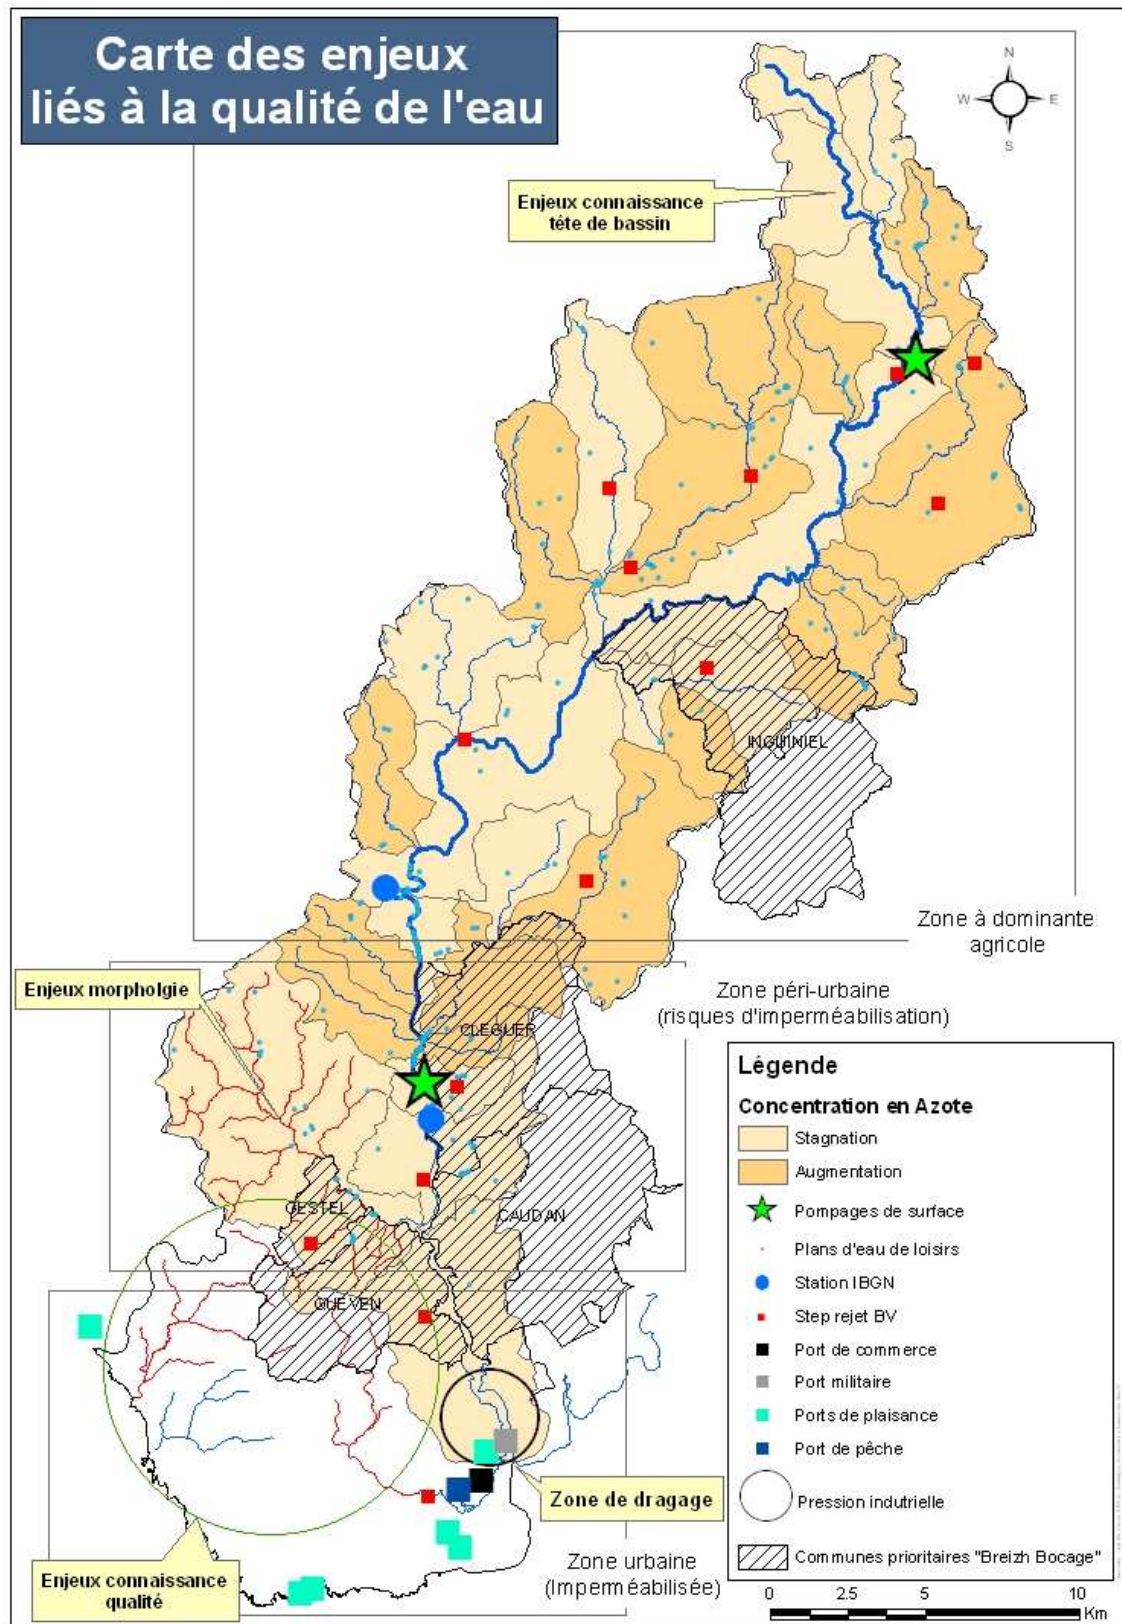 Carte des enjeux
liés à la qualité de l'eau
N
W
E
S
Enjeux connaissance
tête de bassin
INGUINIEL
Zone à dominante
agricole
Enjeux morpholgie
Zone péri-urbaine
(risques d'imperméabilisation)
CLEGUER
GESTEL
CAUDAN
QUEVEN
Zone de dragage
Enjeux connaissance
qualité
Zone urbaine
(Imperméabilisée)
Légende
Concentration en Azote
Stagnation
Augmentation
Pompages de surface
Plans d'eau de loisirs
Station IBGN
Step rejet BV
Port de commerce
Port militaire
Ports de plaisance
Port de pêche
Pression indutrielle
Communes prioritaires "Breizh Bocage"
0 2.5 5 10
Km